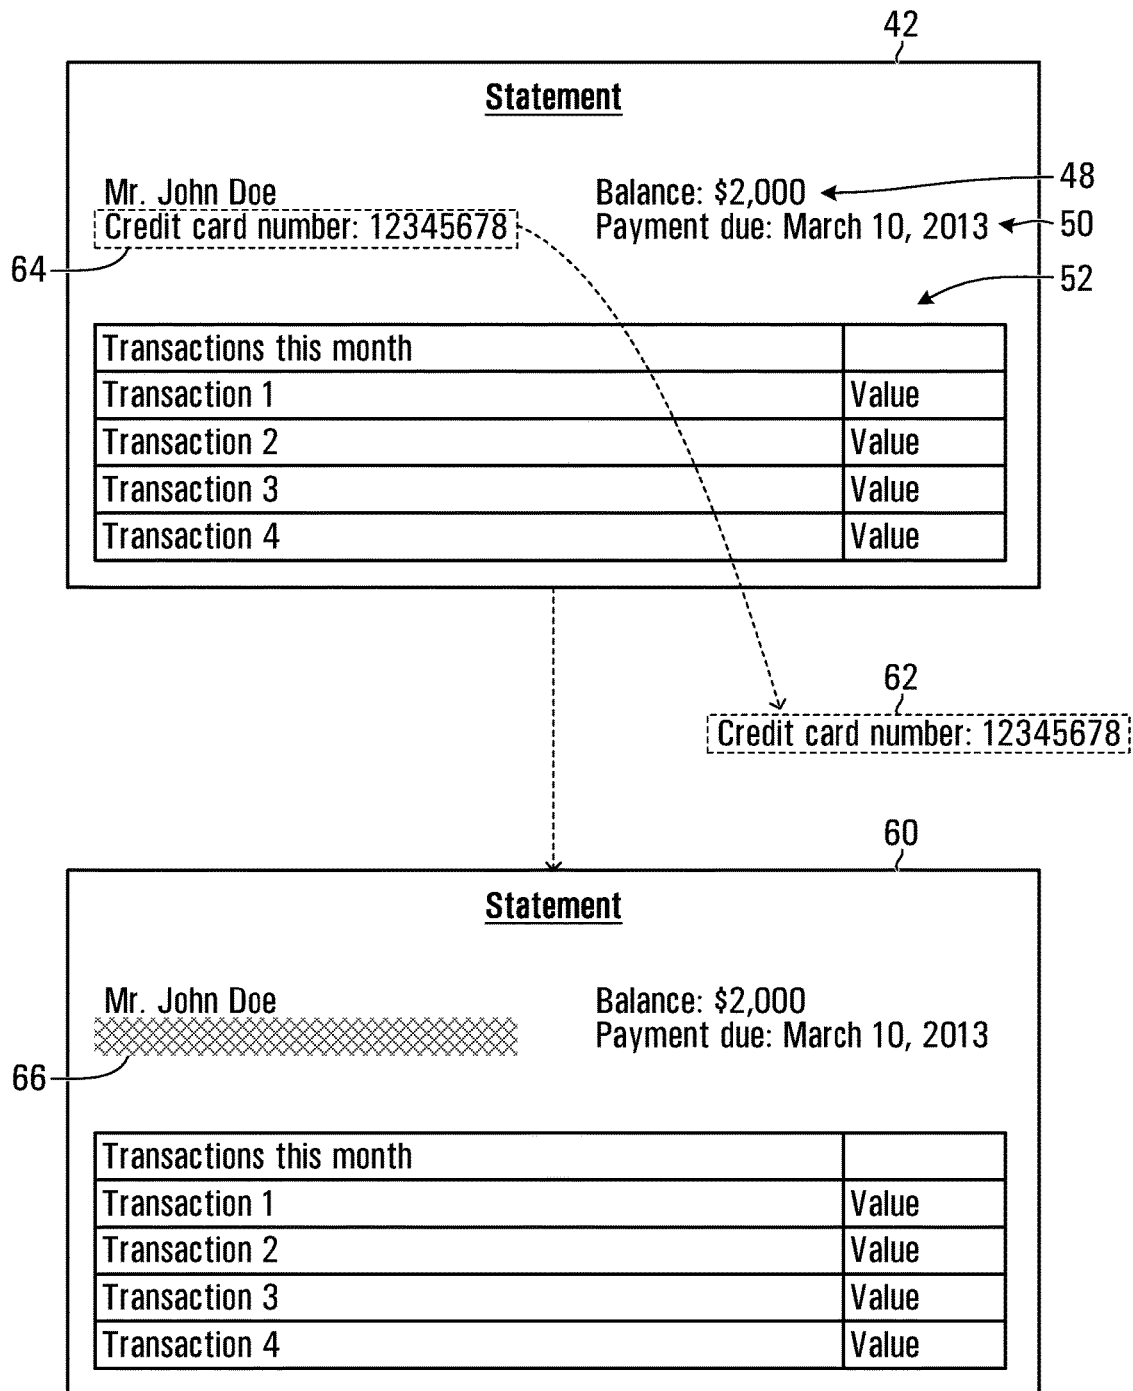 42
Statement
Mr. John Doe
Balance: $2,000
48
Credit card number: 12345678
Payment due: March 10, 2013
50
64
52
Transactions this month
Transaction 1 Value
Transaction 2 Value
Transaction 3 Value
Transaction 4 Value
62
Credit card number: 12345678
60
Statement
Mr. John Doe
Balance: $2,000
Payment due: March 10, 2013
66
Transactions this month
Transaction 1 Value
Transaction 2 Value
Transaction 3 Value
Transaction 4 Value